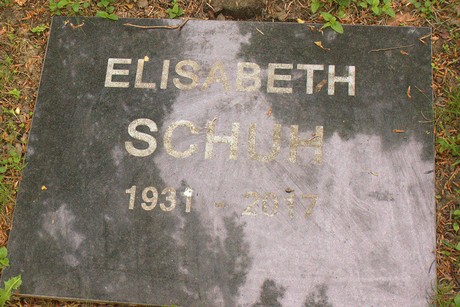 ELISABETH
SCHUH
1931 - 2017